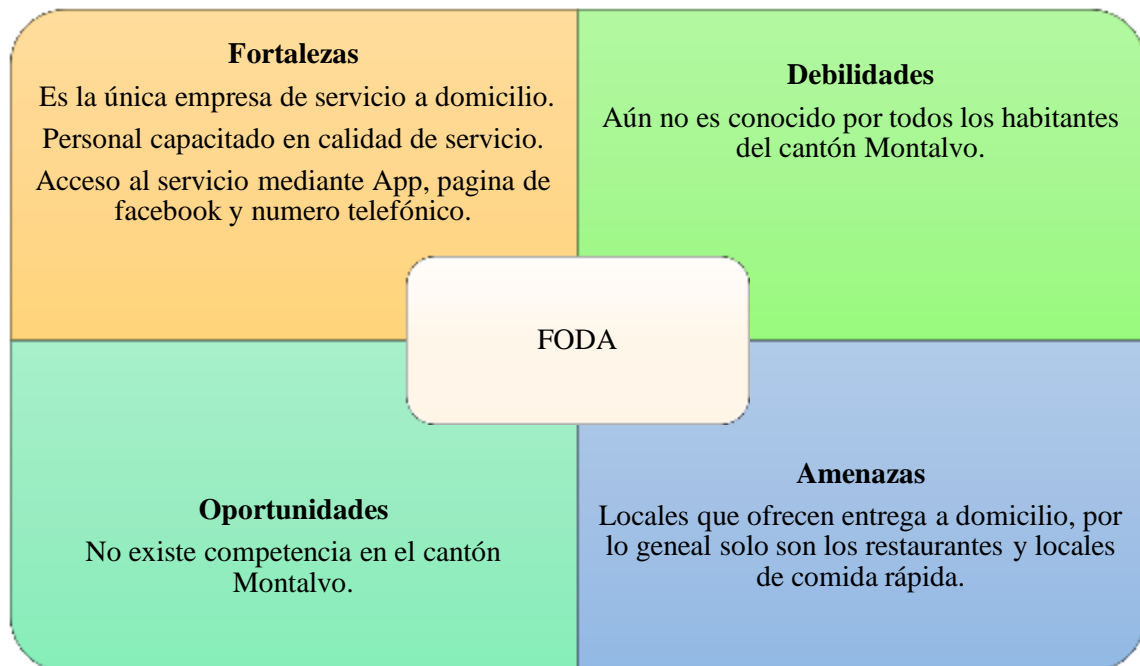 Fortalezas
Es la única empresa de servicio a domicilio.
Personal capacitado en calidad de servicio.
Acceso al servicio mediante App, pagina de
facebook y numero telefónico.
Debilidades
Aún no es conocido por todos los habitantes
del cantón Montalvo.
FODA
Oportunidades
No existe competencia en el cantón
Montalvo.
Amenazas
Locales que ofrecen entrega a domicilio, por
lo geneal solo son los restaurantes y locales
de comida rápida.